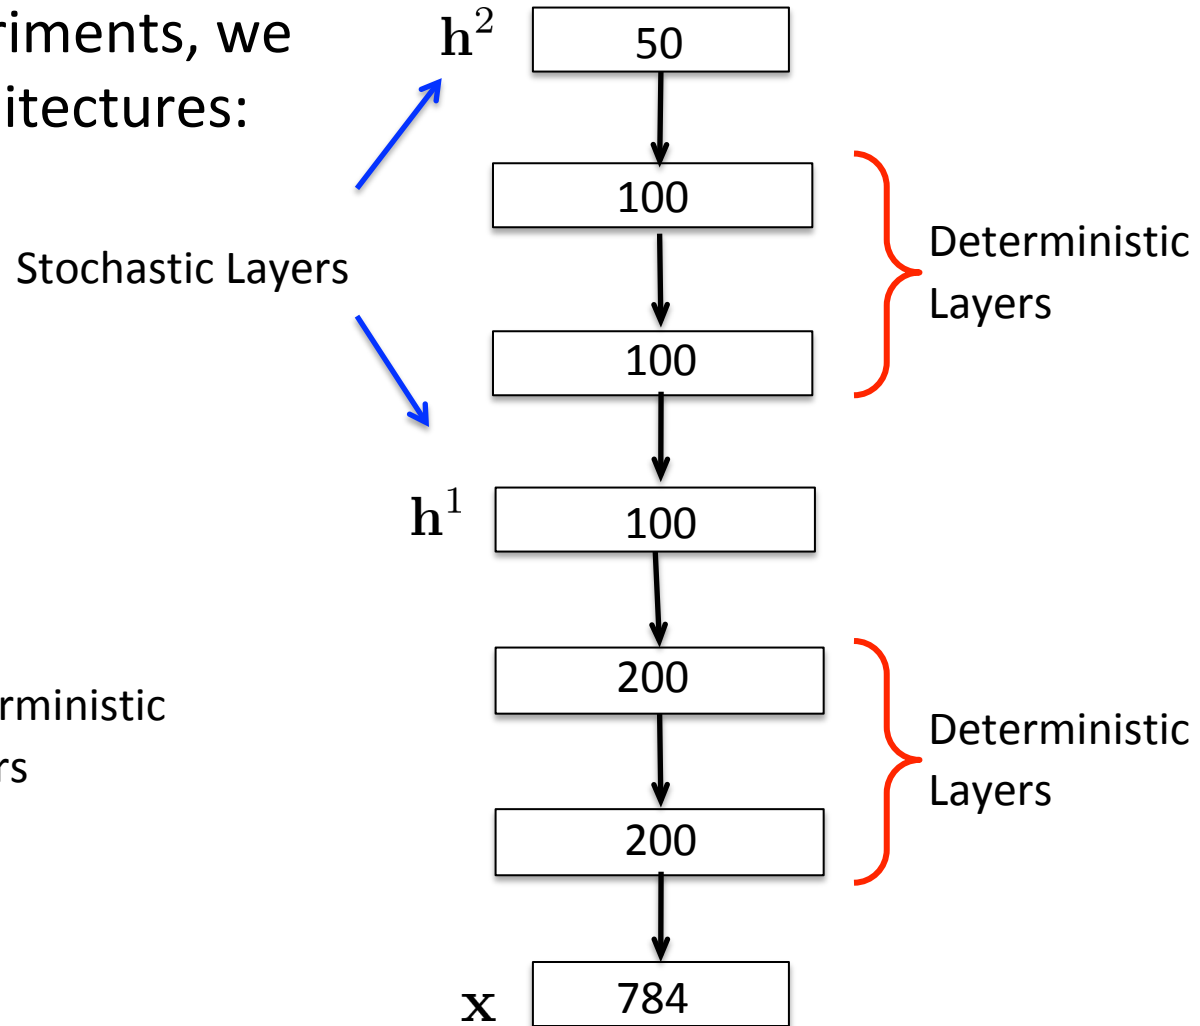 riments, we
itectures:
h²
50
100
Deterministic
Layers
Stochastic Layers
100
h¹
100
200
rministic
rs
Deterministic
Layers
200
x
784